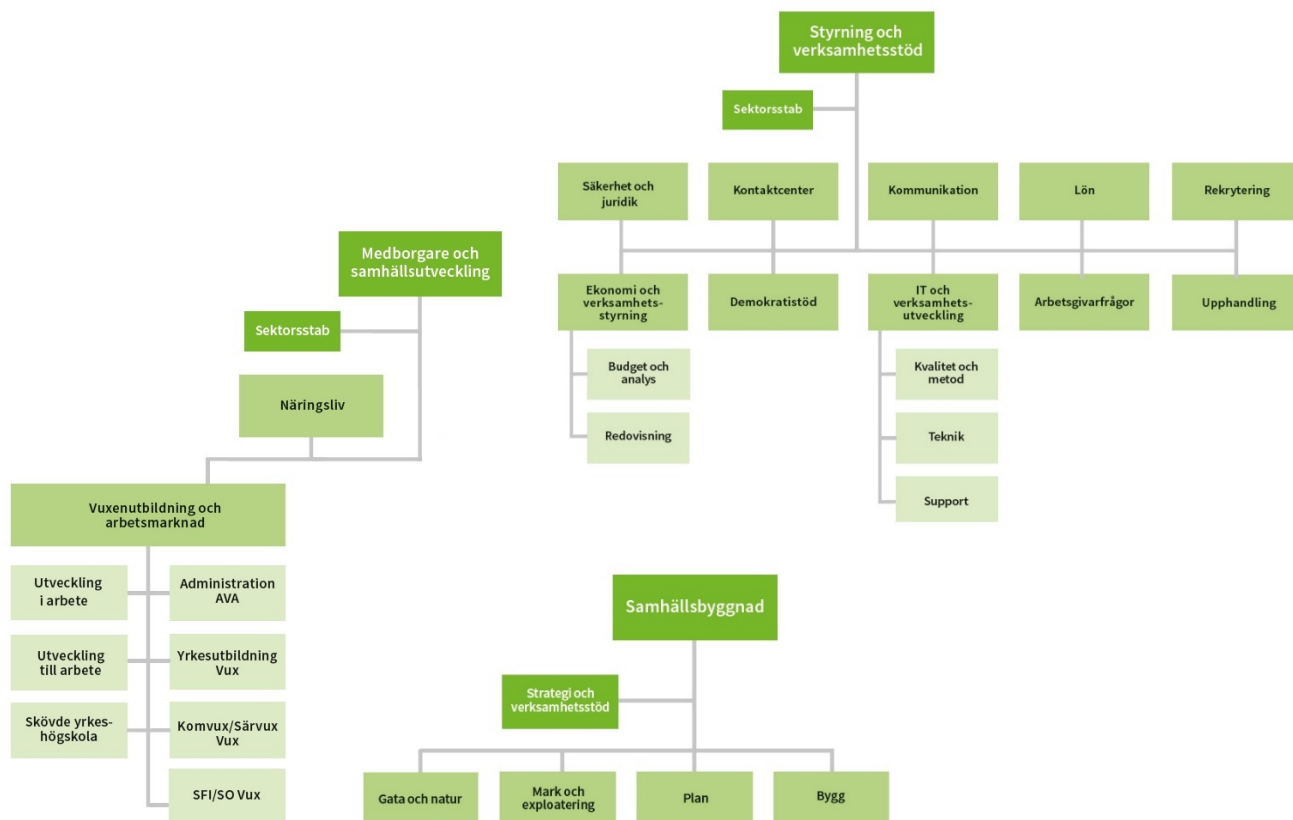 Styrning och
verksamhetsstöd
Sektorsstab
Säkerhet och
juridik
Kontaktcenter
Kommunikation
Lön
Rekrytering
Ekonomi och
verksamhets-
styrning
Demokratistöd
IT och
verksamhets-
utveckling
Arbetsgivarfrågor
Upphandling
Budget och
analys
Redovisning
Kvalitet och
metod
Teknik
Support
Medborgare och
samhällsutveckling
Sektorsstab
Näringsliv
Vuxenutbildning och
arbetsmarknad
Utveckling
i arbete
Administration
AVA
Utveckling
till arbete
Yrkesutbildning
Vux
Skövde yrkes-
högskola
Komvux/Särvux
Vux
SFI/SO Vux
Samhällsbyggnad
Strategi och
verksamhetsstöd
Gata och natur
Mark och
exploatering
Plan
Bygg